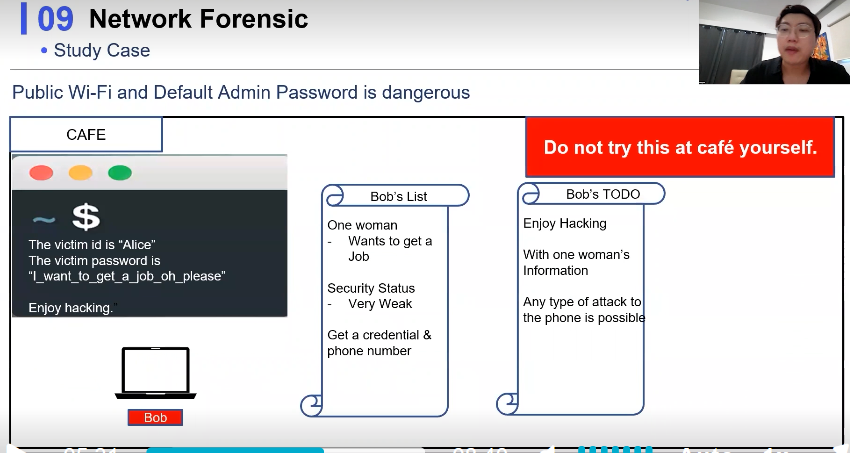 09 Network Forensic
• Study Case
Public Wi-Fi and Default Admin Password is dangerous
CAFE
Do not try this at café yourself.
~ $
The victim id is “Alice”
The victim password is
“I_want_to_get_a_job_oh_please”
Enjoy hacking.”
Bob
Bob’s List
One woman
- Wants to get a
Job
Security Status
- Very Weak
Get a credential &
phone number
Bob’s TODO
Enjoy Hacking
With one woman’s
Information
Any type of attack to
the phone is possible